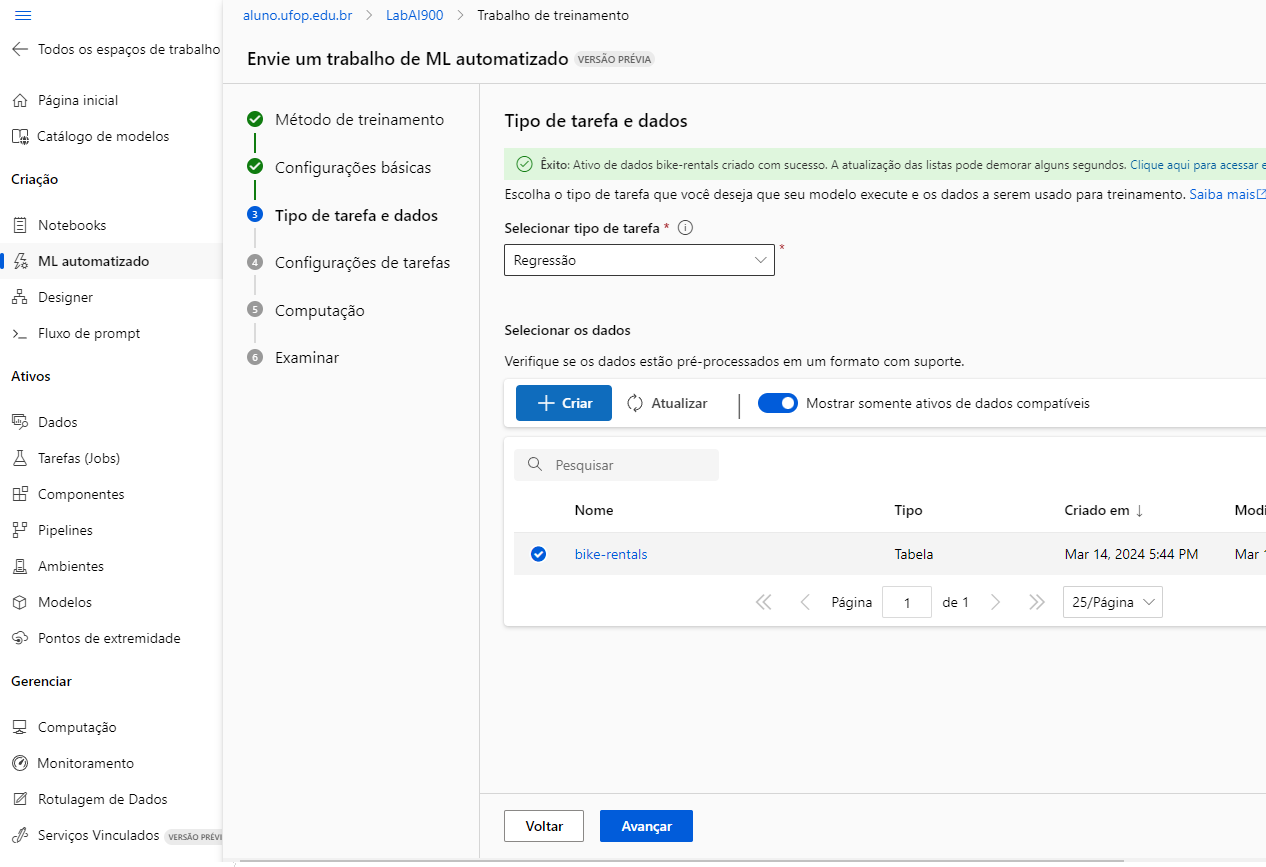 aluno.ufop.edu.br > LabAI900 > Trabalho de treinamento
Todos os espaços de trabalho
Página inicial
Catálogo de modelos
Criação
Notebooks
ML automatizado
Designer
Fluxo de prompt
Ativos
Dados
Tarefas (Jobs)
Componentes
Pipelines
Ambientes
Modelos
Pontos de extremidade
Gerenciar
Computação
Monitoramento
Rotulagem de Dados
Serviços Vinculados VERSÃO PRÉVI
Envie um trabalho de ML automatizado VERSÃO PRÉVIA
Método de treinamento
Configurações básicas
3 Tipo de tarefa e dados
4 Configurações de tarefas
5 Computação
6 Examinar
Tipo de tarefa e dados
Êxito: Ativo de dados bike-rentals criado com sucesso. A atualização das listas pode demorar alguns segundos. Clique aqui para acessar e
Escolha o tipo de tarefa que você deseja que seu modelo execute e os dados a serem usado para treinamento. Saiba mais
Selecionar tipo de tarefa *
Regressão *
Selecionar os dados
Verifique se os dados estão pré-processados em um formato com suporte.
+ Criar Atualizar | Mostrar somente ativos de dados compatíveis
Pesquisar
Nome Tipo Criado em ↓ Modi
bike-rentals Tabela Mar 14, 2024 5:44 PM Mar 1
Página 1 de 1 25/Página
Voltar Avançar